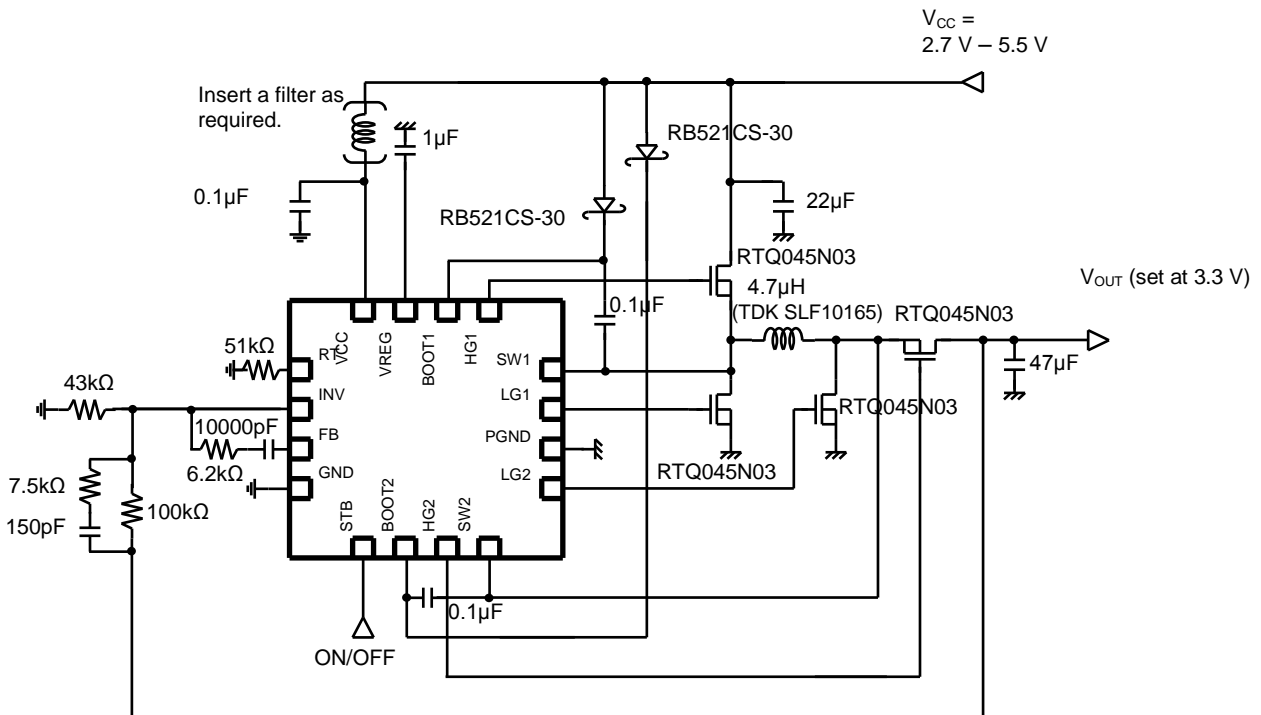 V_CC =
2.7 V – 5.5 V
Insert a filter as
required.
1μF
RB521CS-30
0.1μF
RB521CS-30
22μF
RTQ045N03
4.7μH
(TDK SLF10165)
V_OUT (set at 3.3 V)
RTQ045N03
0.1μF
47μF
VCC
VREG
BOOT1
HG1
51kΩ
RT
SW1
43kΩ
INV
LG1
RTQ045N03
10000pF
FB
PGND
6.2kΩ
RTQ045N03
GND
LG2
7.5kΩ
100kΩ
150pF
STB
BOOT2
HG2
SW2
0.1μF
ON/OFF